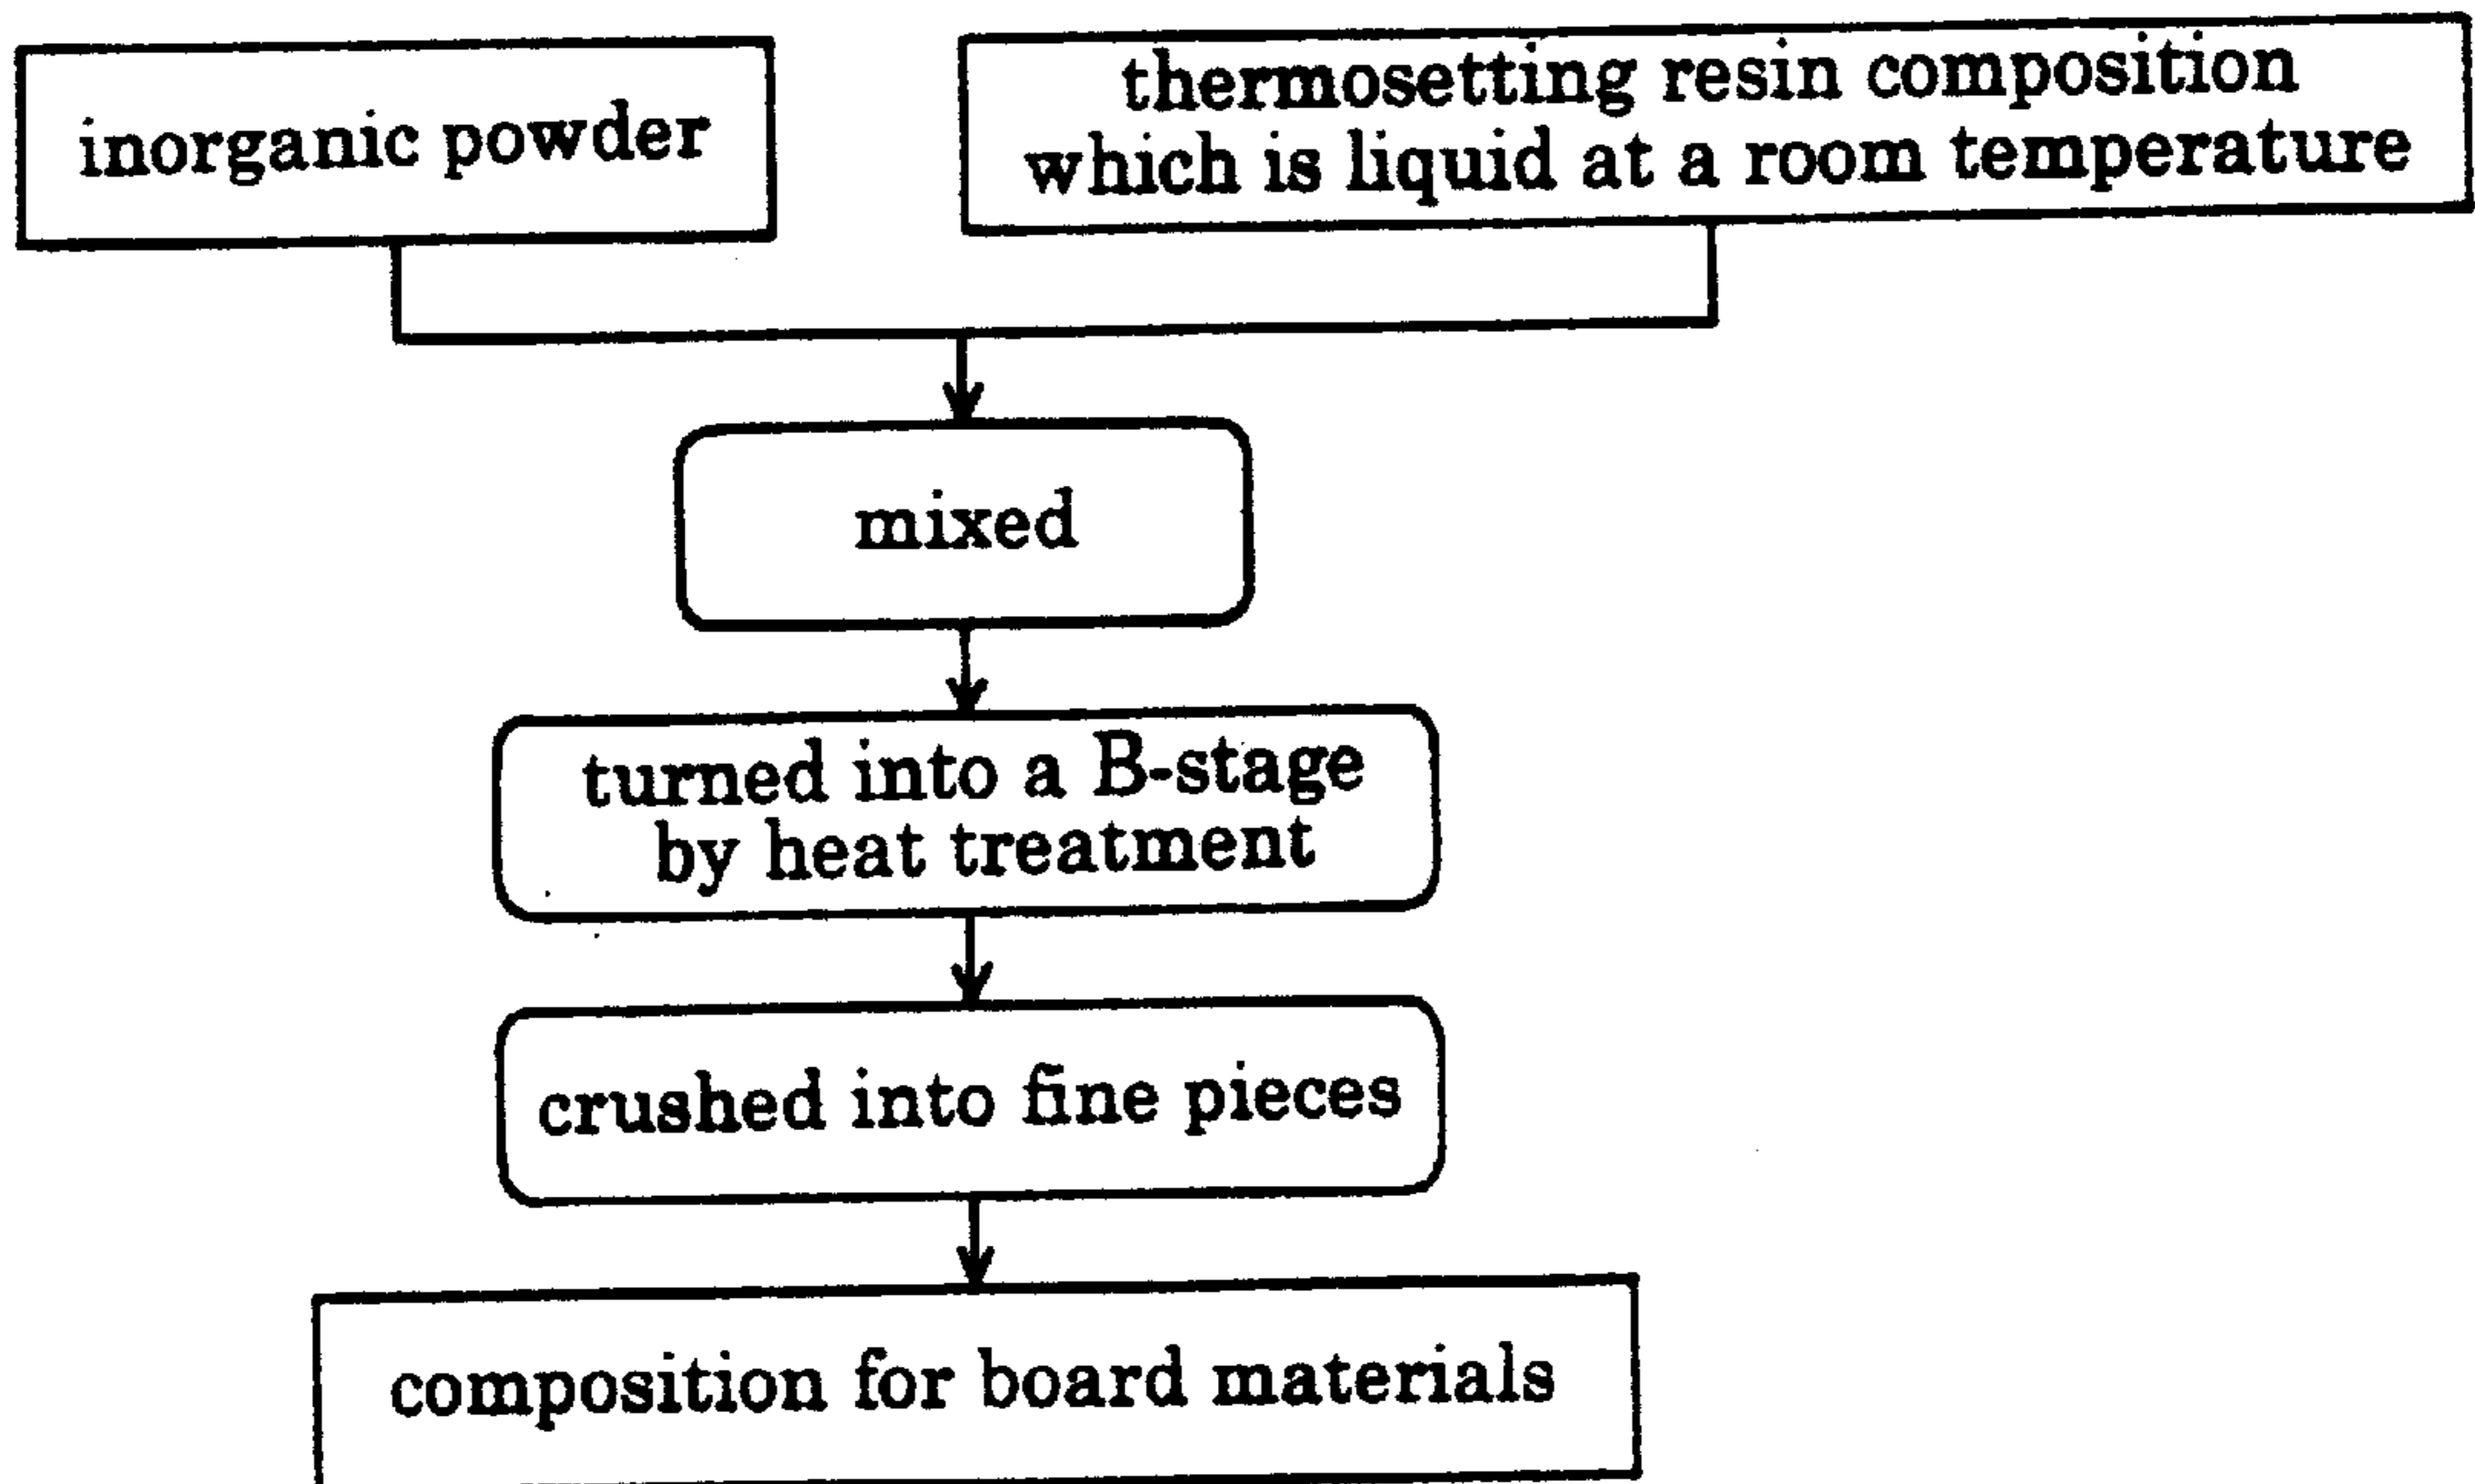 inorganic powder
thermosetting resin composition
which is liquid at a room temperature
mixed
turned into a B-stage
by heat treatment
crushed into fine pieces
composition for board materials